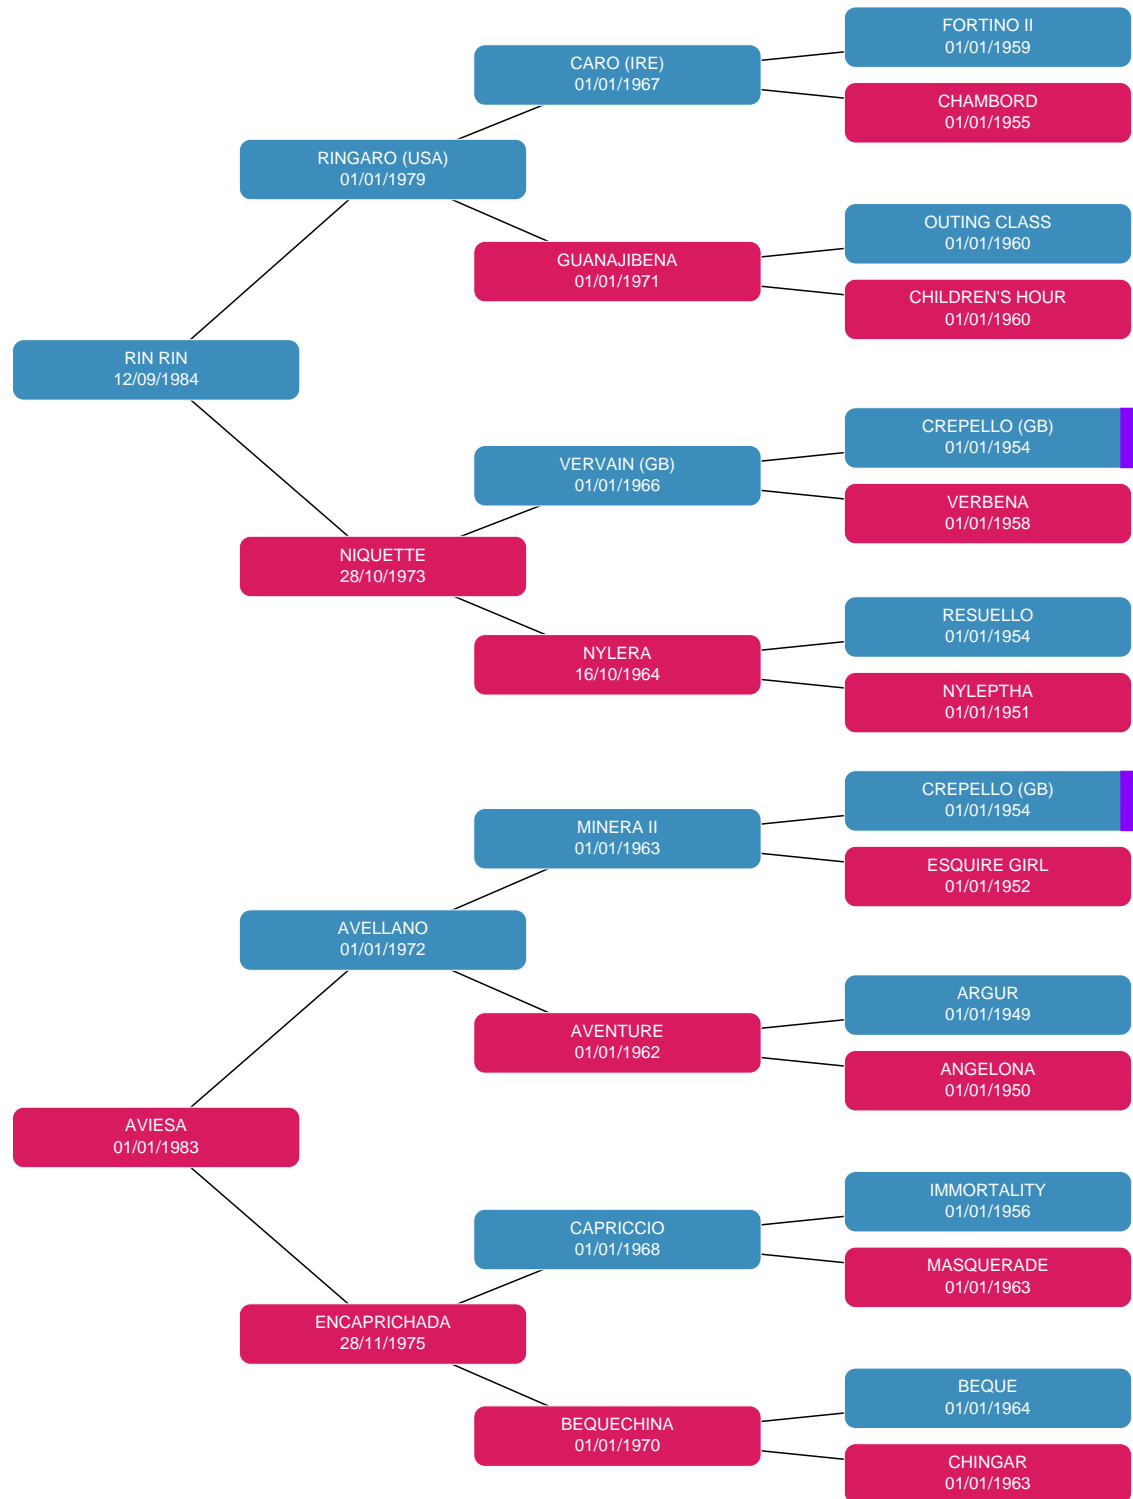 FORTINO II
01/01/1959
CARO (IRE)
01/01/1967
CHAMBORD
01/01/1955
RINGARO (USA)
01/01/1979
OUTING CLASS
01/01/1960
GUANAJIBENA
01/01/1971
CHILDREN'S HOUR
01/01/1960
RIN RIN
12/09/1984
CREPELLO (GB)
01/01/1954
VERVAIN (GB)
01/01/1966
VERBENA
01/01/1958
NIQUETTE
28/10/1973
RESUELLO
01/01/1954
NYLERA
16/10/1964
NYLEPTHA
01/01/1951
CREPELLO (GB)
01/01/1954
MINERA II
01/01/1963
ESQUIRE GIRL
01/01/1952
AVELLANO
01/01/1972
ARGUR
01/01/1949
AVENTURE
01/01/1962
ANGELONA
01/01/1950
AVIESA
01/01/1983
IMMORTALITY
01/01/1956
CAPRICCIO
01/01/1968
MASQUERADE
01/01/1963
ENCAPRICHADA
28/11/1975
BEQUE
01/01/1964
BEQUECHINA
01/01/1970
CHINGAR
01/01/1963